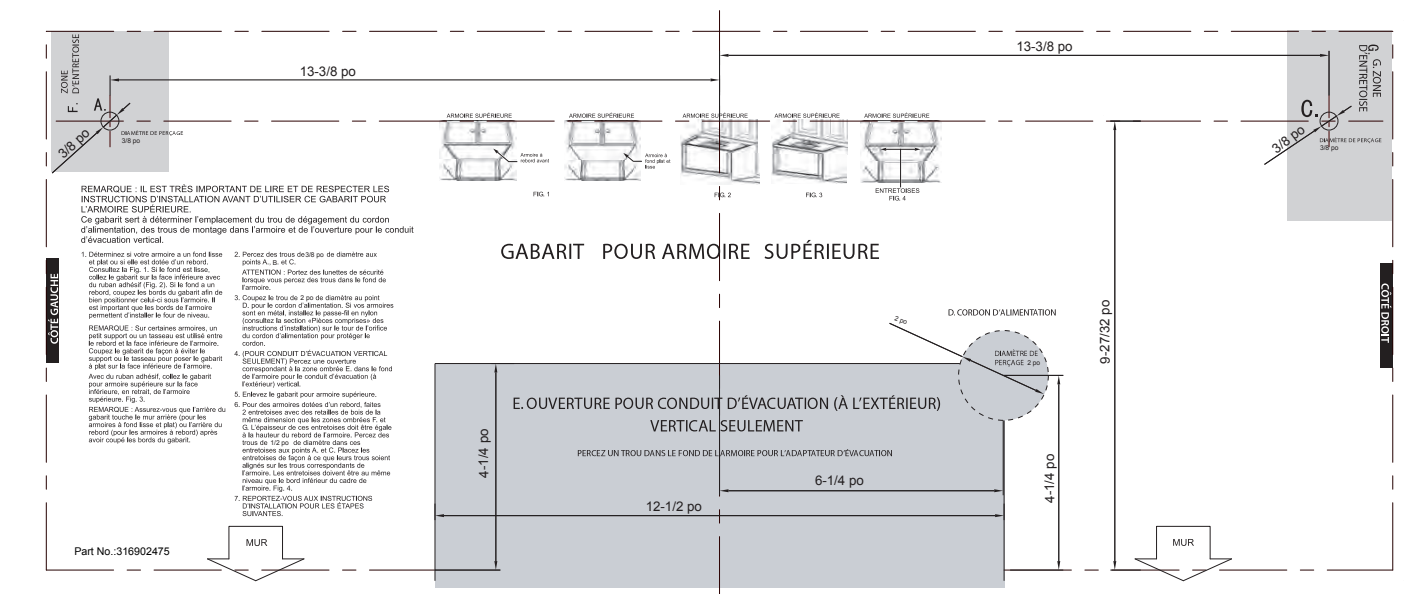 13-3/8 po
13-3/8 po
F. ZONE
D'ENTRETOISE
A.
3/8 po
DIAMÈTRE DE PERÇAGE
3/8 po
G. G. ZONE
D'ENTRETOISE
C.
3/8 po
DIAMÈTRE DE PERÇAGE
3/8 po
ARMOIRE SUPÉRIEURE
Armoire à
rebord avant
ARMOIRE SUPÉRIEURE
Armoire à
fond plat et
lisse
FIG. 1
ARMOIRE SUPÉRIEURE
FIG. 2
ARMOIRE SUPÉRIEURE
FIG. 3
ARMOIRE SUPÉRIEURE
ENTRETOISES
FIG. 4
REMARQUE : IL EST TRÈS IMPORTANT DE LIRE ET DE RESPECTER LES
INSTRUCTIONS D'INSTALLATION AVANT D'UTILISER CE GABARIT POUR
L'ARMOIRE SUPÉRIEURE.
Ce gabarit sert à déterminer l'emplacement du trou de dégagement du cordon
d'alimentation, des trous de montage dans l'armoire et de l'ouverture pour le conduit
d'évacuation vertical.
1. Déterminez si votre armoire a un fond lisse
et plat ou si elle est dotée d'un rebord.
Consultez la Fig. 1. Si le fond est lisse,
collez le gabarit sur la face inférieure avec
du ruban adhésif (Fig. 2). Si le fond a un
rebord, coupez les bords du gabarit afin de
bien positionner celui-ci sous l'armoire. Il
est important que les bords de l'armoire
permettent d'installer le four de niveau.
REMARQUE : Sur certaines armoires, un
petit support ou un tasseau est utilisé entre
le rebord et la face inférieure de l'armoire.
Coupez le gabarit de façon à éviter le
support ou le tasseau pour poser le gabarit
à plat sur la face inférieure de l'armoire.
Avec du ruban adhésif, collez le gabarit
pour armoire supérieure sur la face
inférieure, en retrait, de l'armoire
supérieure. Fig. 3.
REMARQUE : Assurez-vous que l'arrière du
gabarit touche le mur arrière (pour les
armoires à fond lisse et plat) ou l'arrière du
rebord (pour les armoires à rebord) après
avoir coupé les bords du gabarit.
2. Percez des trous de3/8 po de diamètre aux
points A., B. et C.
ATTENTION : Portez des lunettes de sécurité
lorsque vous percez des trous dans le fond de
l'armoire.
3. Coupez le trou de 2 po de diamètre au point
D. pour le cordon d'alimentation. Si vos armoires
sont en métal, installez le passe-fil en nylon
(consultez la section «Pièces comprises» des
instructions d'installation) sur le tour de l'orifice
du cordon d'alimentation pour protéger le
cordon.
4. (POUR CONDUIT D'ÉVACUATION VERTICAL
SEULEMENT) Percez une ouverture
correspondant à la zone ombrée E. dans le fond
de l'armoire pour le conduit d'évacuation (à
l'extérieur) vertical.
5. Enlevez le gabarit pour armoire supérieure.
6. Pour des armoires dotées d'un rebord, faites
2 entretoises avec des retailles de bois de la
même dimension que les zones ombrées F. et
G. L'épaisseur de ces entretoises doit être égale
à la hauteur du rebord de l'armoire. Percez des
trous de 1/2 po de diamètre dans ces
entretoises aux points A. et C. Placez les
entretoises de façon à ce que leurs trous soient
alignés sur les trous correspondants de
l'armoire. Les entretoises doivent être au même
niveau que le bord inférieur du cadre de
l'armoire. Fig. 4.
7. REPORTEZ-VOUS AUX INSTRUCTIONS
D'INSTALLATION POUR LES ÉTAPES
SUIVANTES.
CÔTÉ GAUCHE
GABARIT POUR ARMOIRE SUPÉRIEURE
CÔTÉ DROIT
9-27/32 po
D. CORDON D'ALIMENTATION
2 po
DIAMÈTRE DE
PERÇAGE 2 po
E. OUVERTURE POUR CONDUIT D'ÉVACUATION (À L'EXTÉRIEUR)
VERTICAL SEULEMENT
PERCEZ UN TROU DANS LE FOND DE L'ARMOIRE POUR L'ADAPTATEUR D'ÉVACUATION
4-1/4 po
6-1/4 po
12-1/2 po
4-1/4 po
MUR
MUR
Part No.:316902475